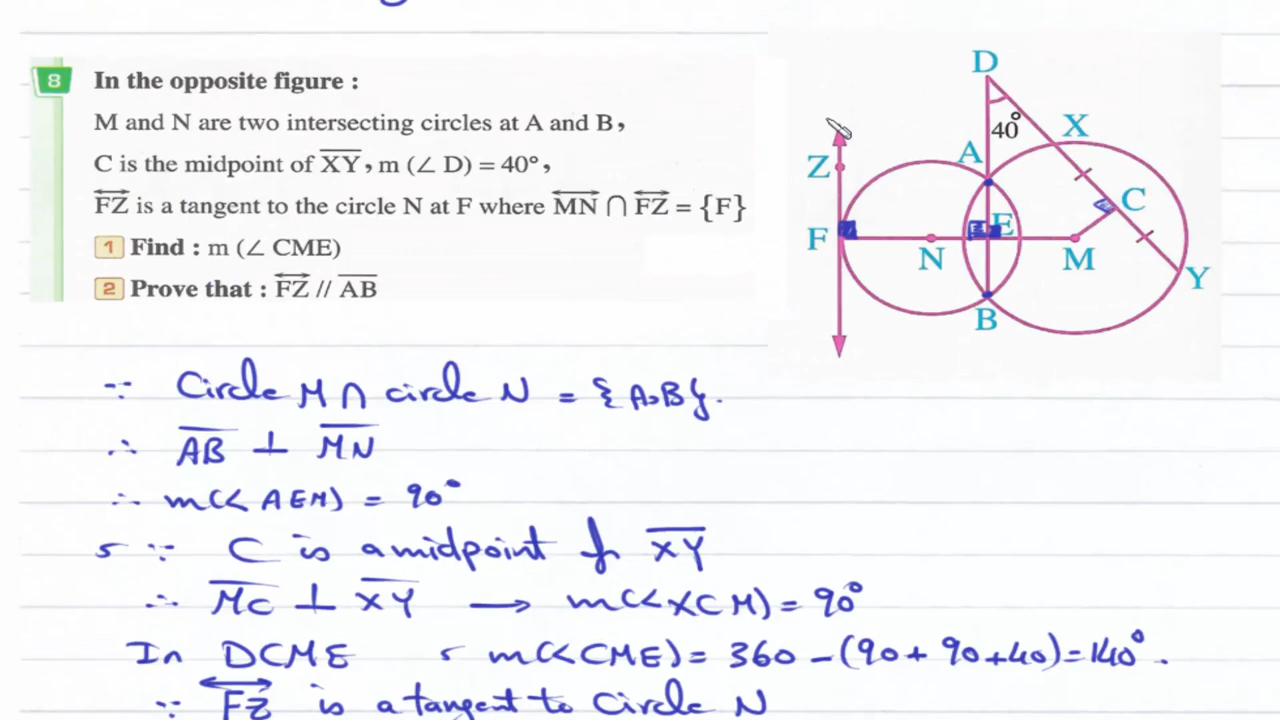 8 In the opposite figure :
M and N are two intersecting circles at A and B,
C is the midpoint of XY, m (∠ D) = 40°,
FZ is a tangent to the circle N at F where MN ∩ FZ = {F}
1 Find : m (∠ CME)
2 Prove that : FZ // AB
D
40°
X
A
Z
C
E
F
N
M
Y
B
∵ Circle M ∩ circle N = {A,B}.
∴ AB ⊥ MN
∴ m(< AEM) = 90°
, ∵ C is a midpoint of XY
∴ MC ⊥ XY → m(<XCM) = 90°
In DCME , m(<CME) = 360 - (90 + 90 + 40) = 140°.
∵ FZ is a tangent to Circle N